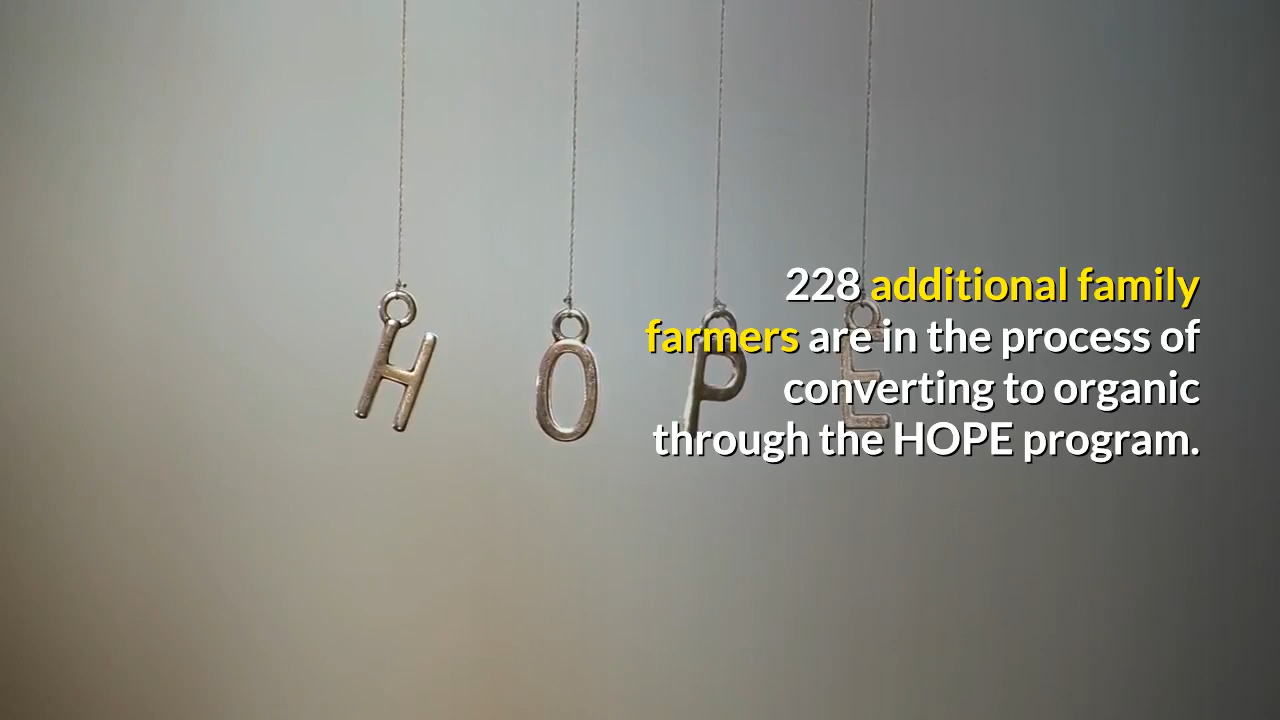 H O P E
228 additional family
farmers are in the process of
converting to organic
through the HOPE program.